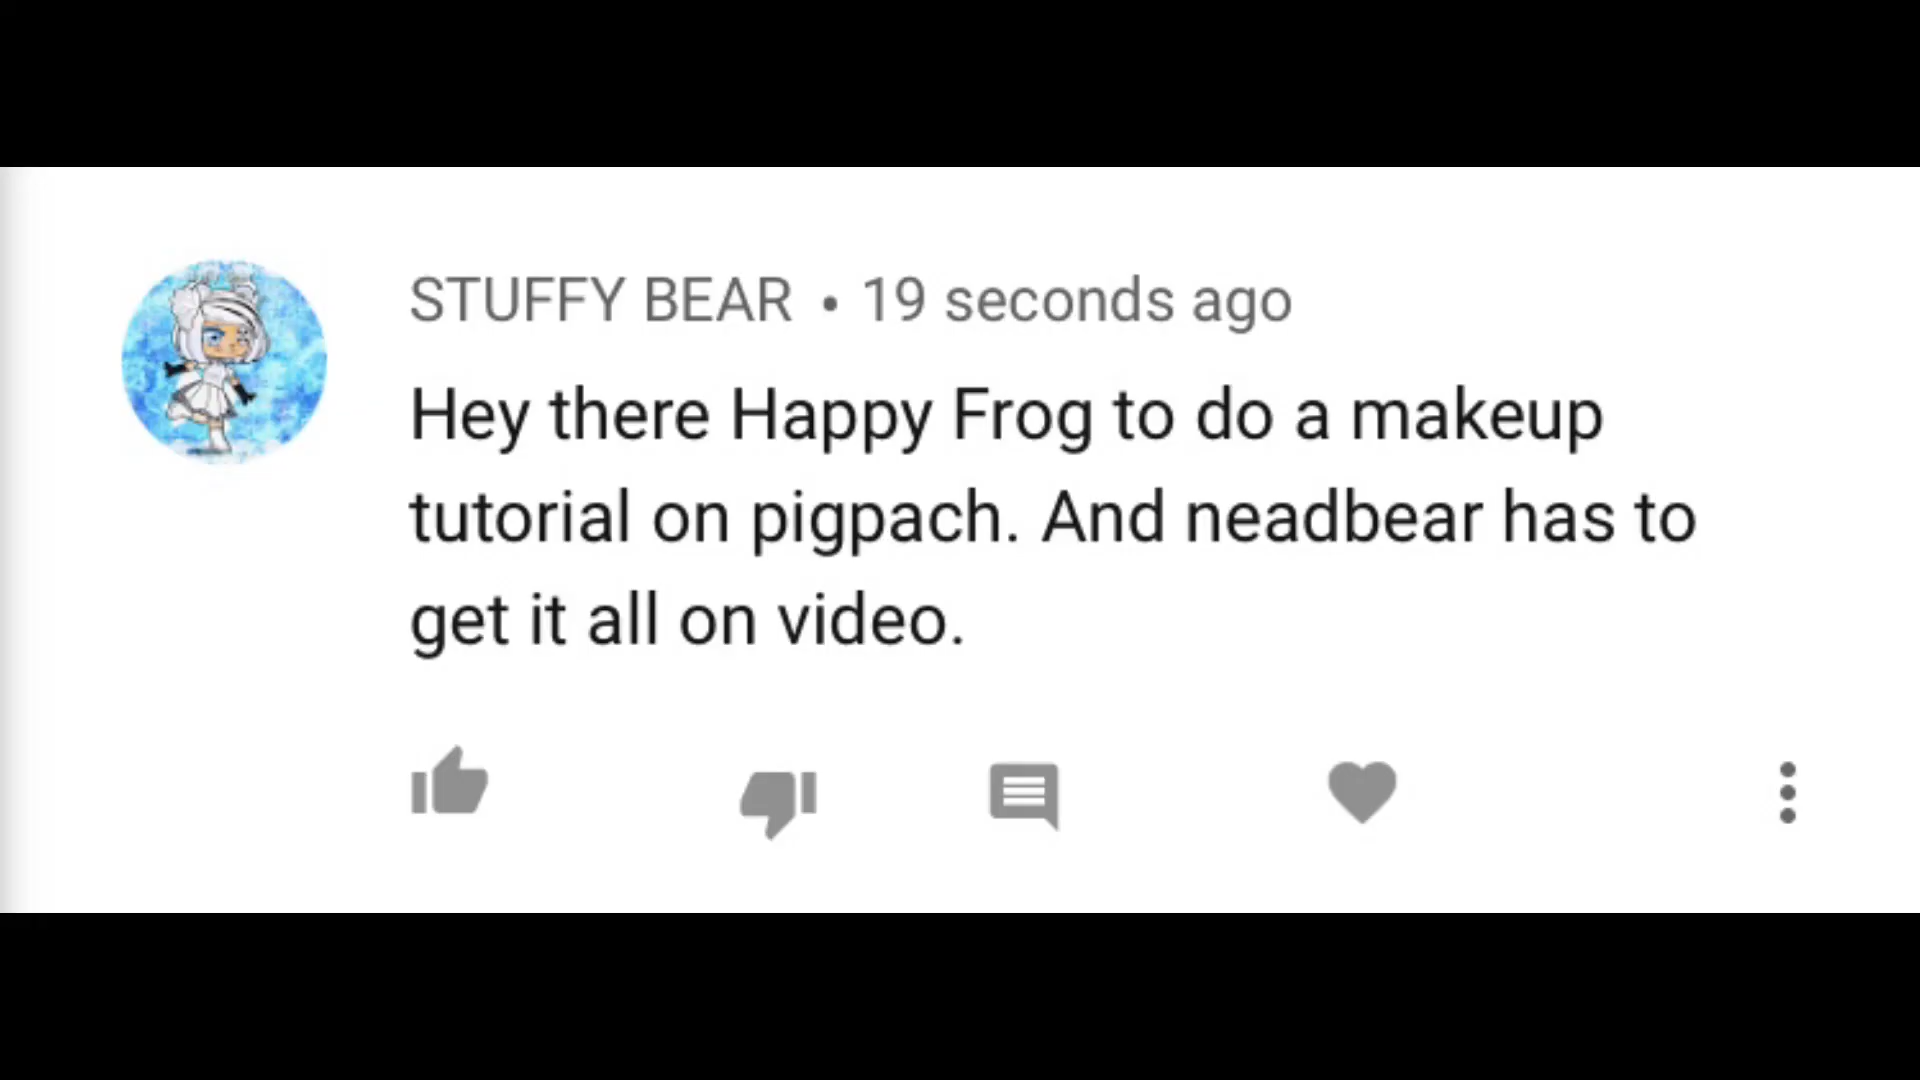 STUFFY BEAR • 19 seconds ago
Hey there Happy Frog to do a makeup
tutorial on pigpach. And neadbear has to
get it all on video.